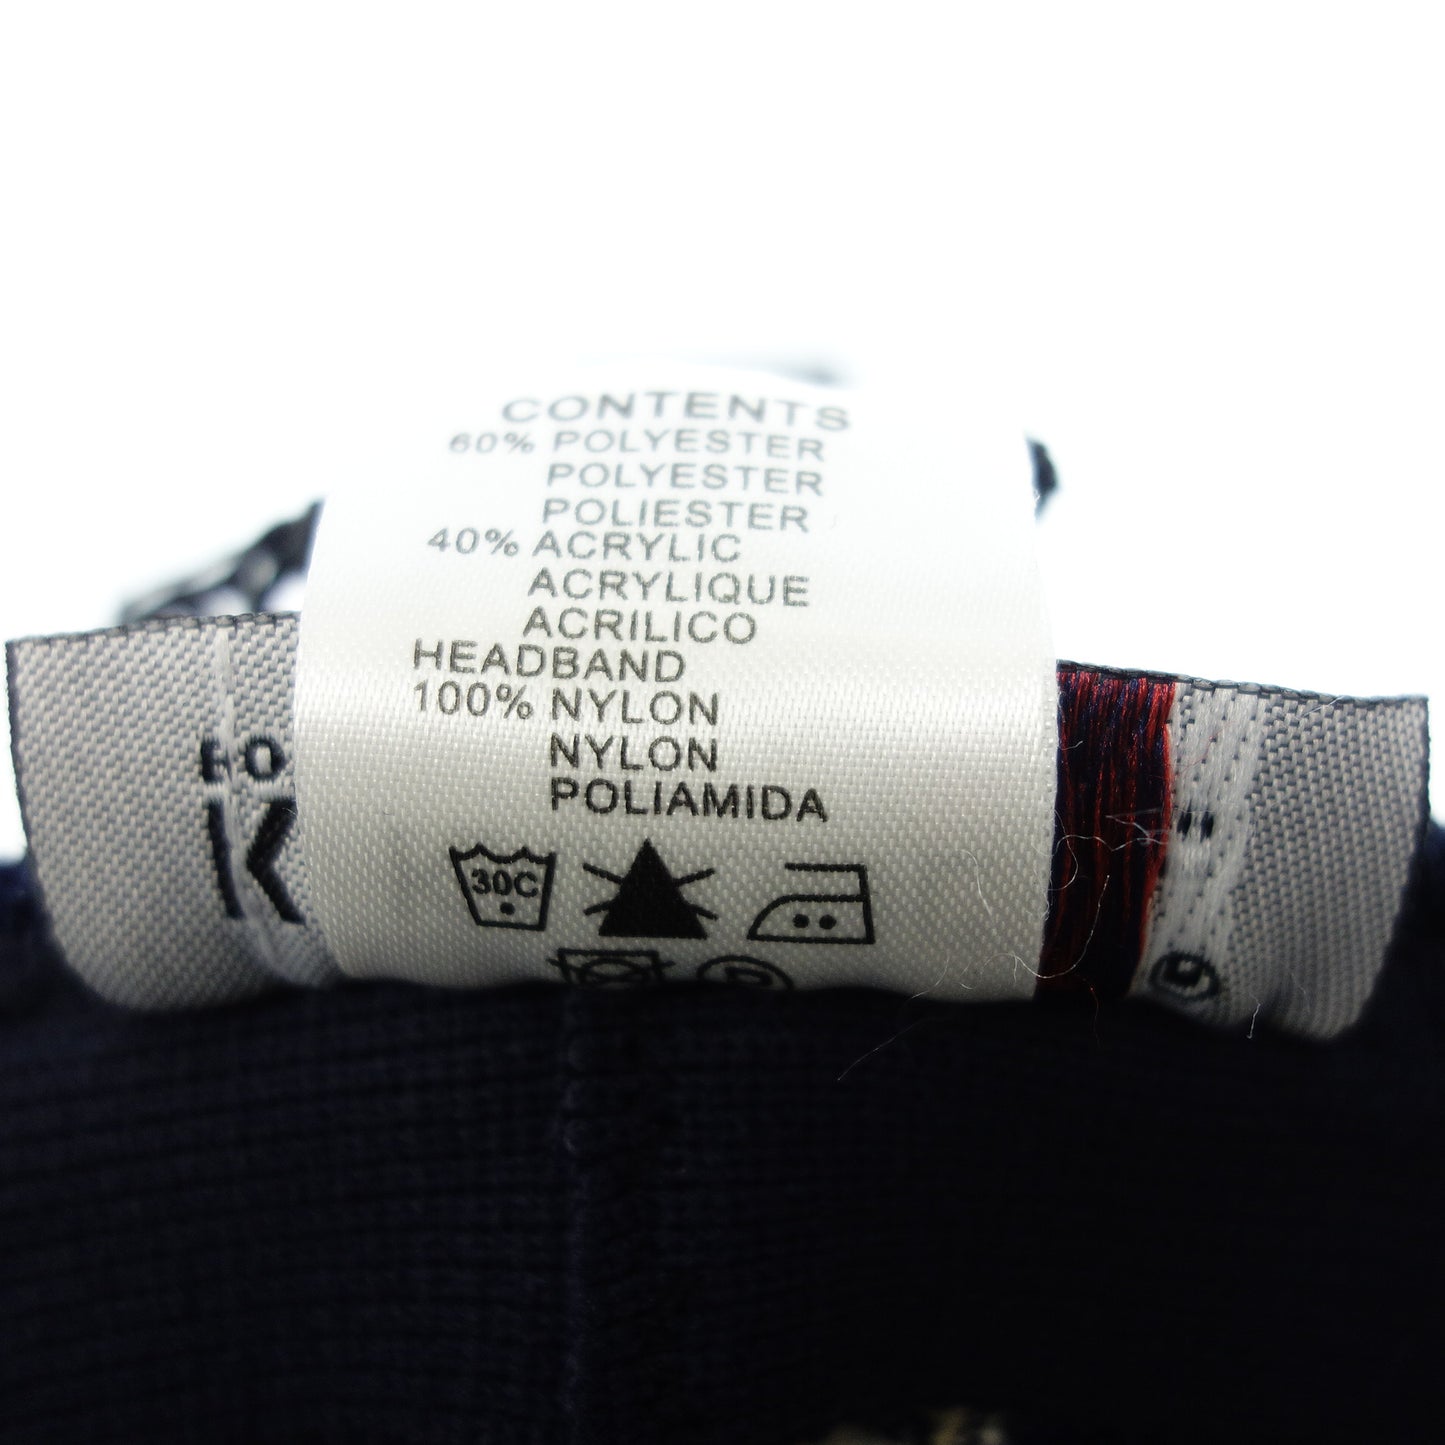 CONTENTS
60% POLYESTER
POLYESTER
POLIESTER
40% ACRYLIC
ACRYLIQUE
ACRILICO
HEADBAND
100% NYLON
NYLON
POLIAMIDA
30C